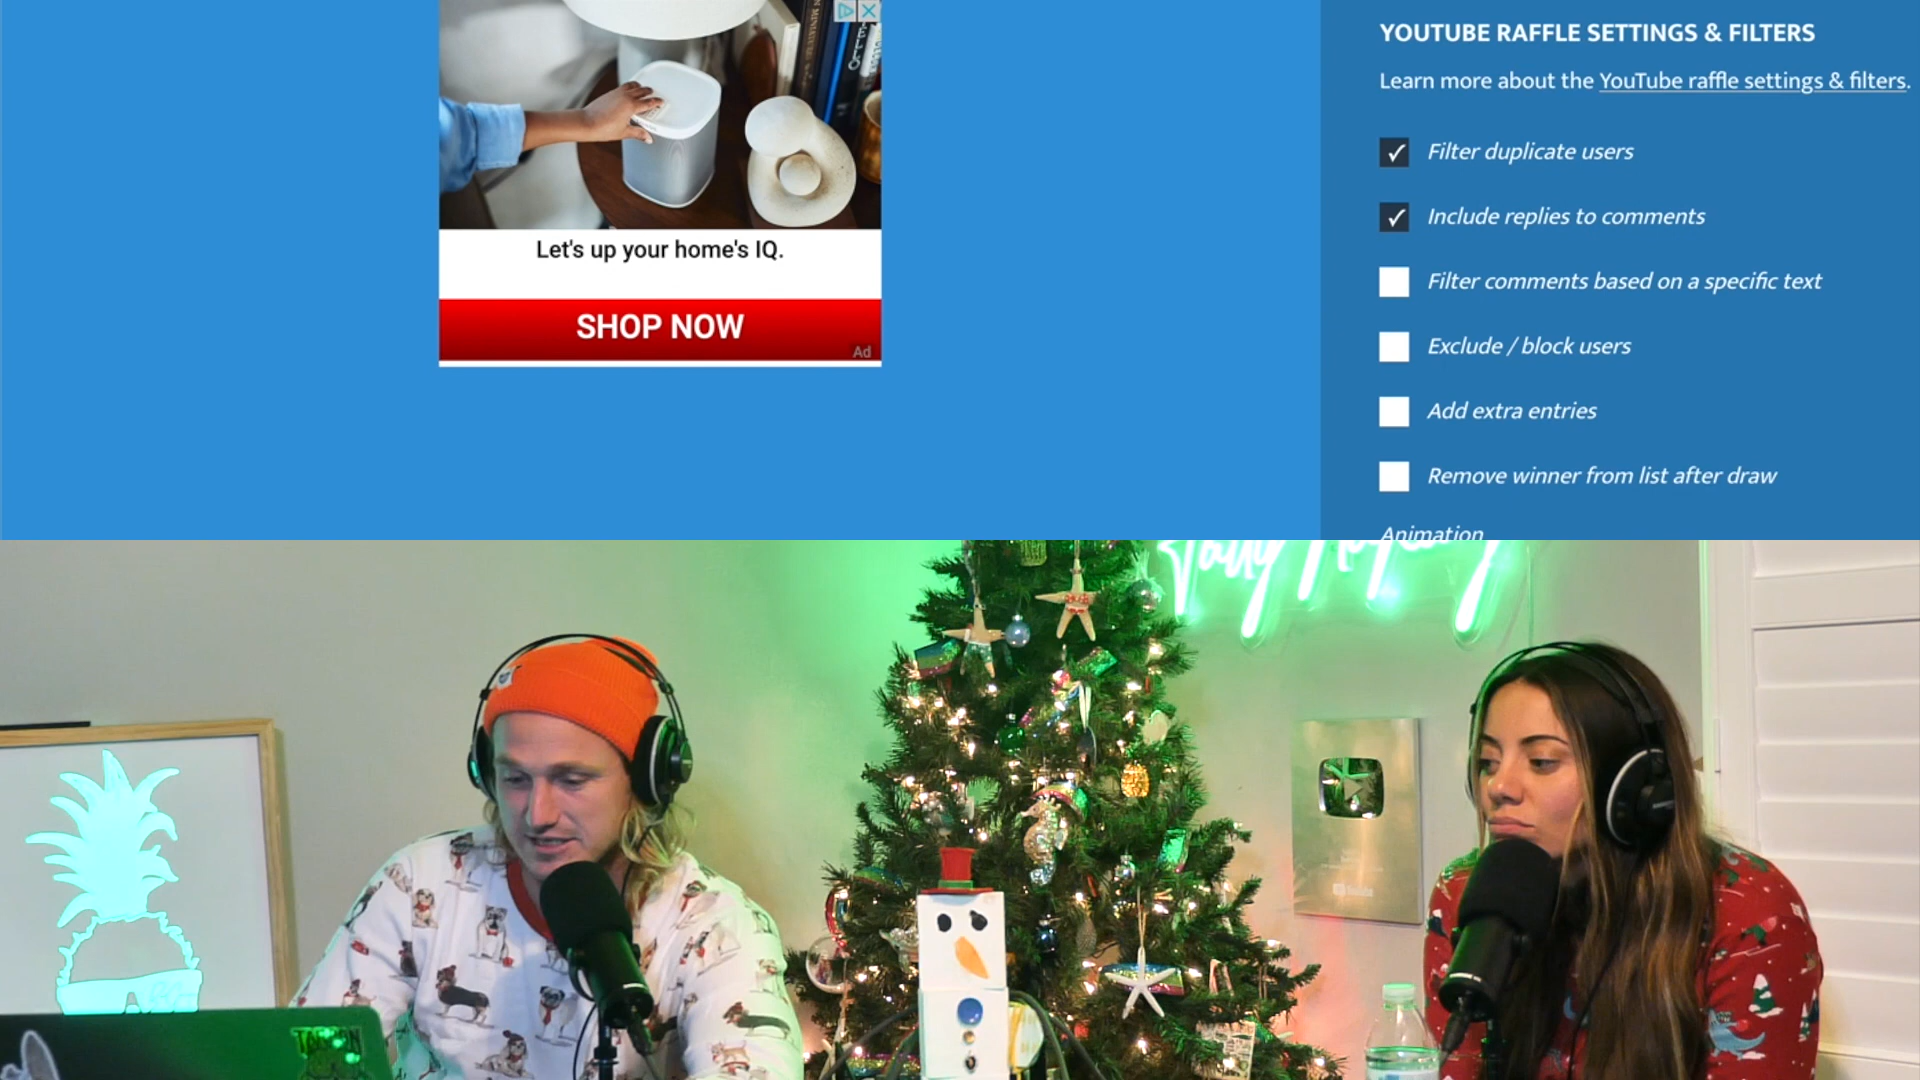 Let's up your home's IQ.
SHOP NOW
Ad
YOUTUBE RAFFLE SETTINGS & FILTERS
Learn more about the YouTube raffle settings & filters.
Filter duplicate users
Include replies to comments
Filter comments based on a specific text
Exclude / block users
Add extra entries
Remove winner from list after draw
Animation